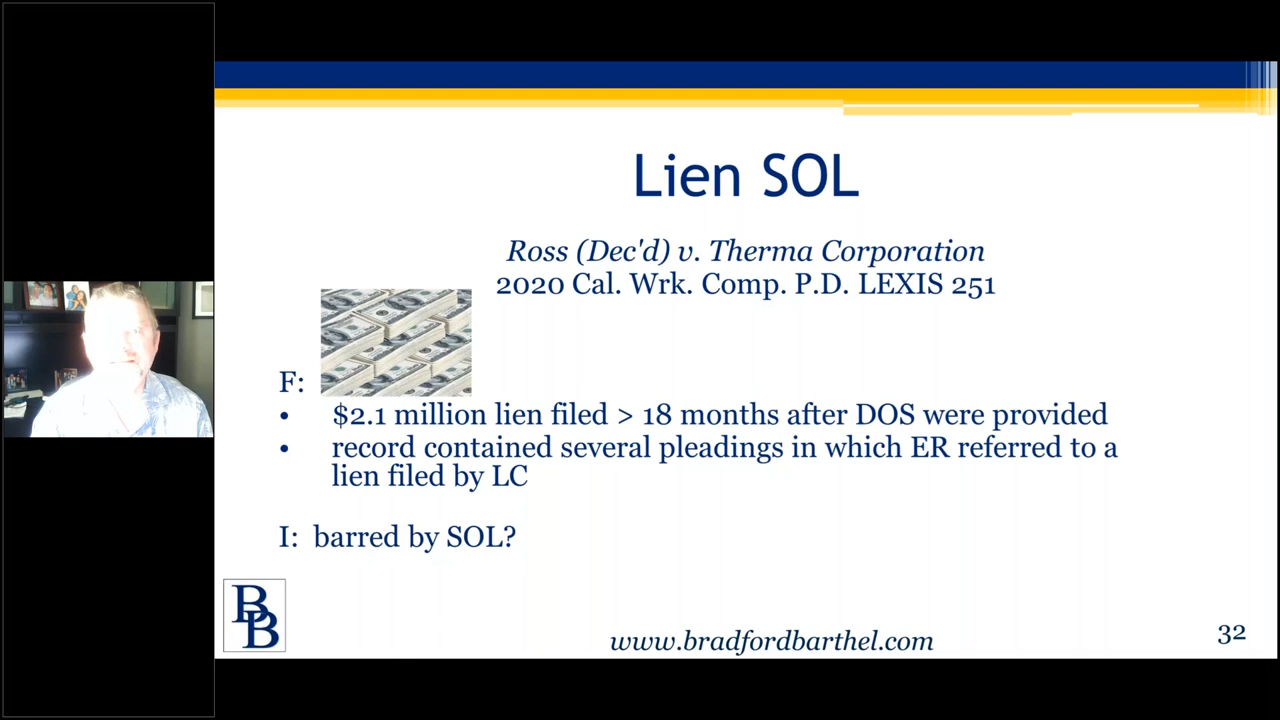 Lien SOL
Ross (Dec'd) v. Therma Corporation
2020 Cal. Wrk. Comp. P.D. LEXIS 251
F:
• $2.1 million lien filed > 18 months after DOS were provided
• record contained several pleadings in which ER referred to a
lien filed by LC
I: barred by SOL?
BB
www.bradfordbarthel.com
32